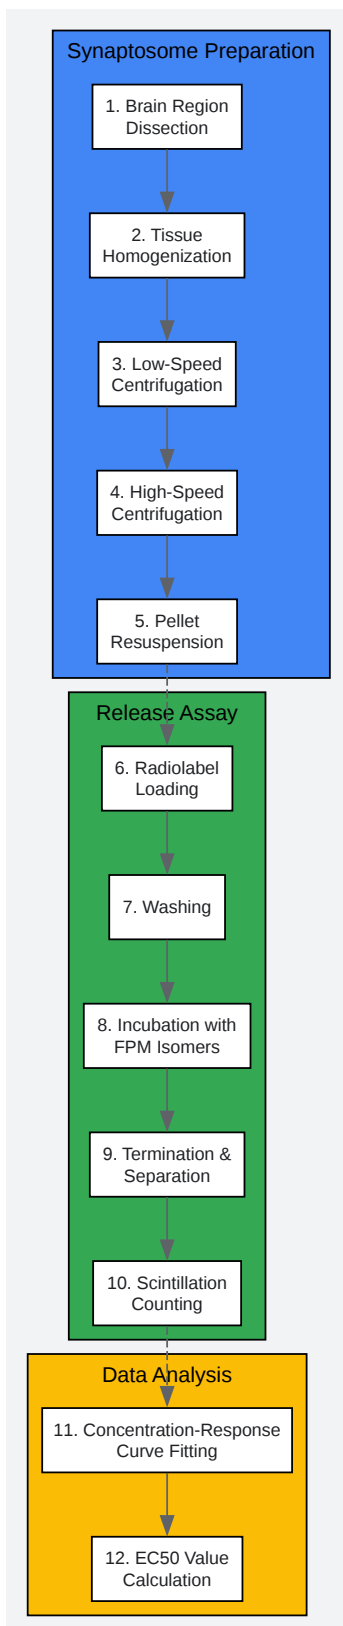 Synaptosome Preparation
1. Brain Region
Dissection
2. Tissue
Homogenization
3. Low-Speed
Centrifugation
4. High-Speed
Centrifugation
5. Pellet
Resuspension
Release Assay
6. Radiolabel
Loading
7. Washing
8. Incubation with
FPM Isomers
9. Termination &
Separation
10. Scintillation
Counting
Data Analysis
11. Concentration-Response
Curve Fitting
12. EC50 Value
Calculation